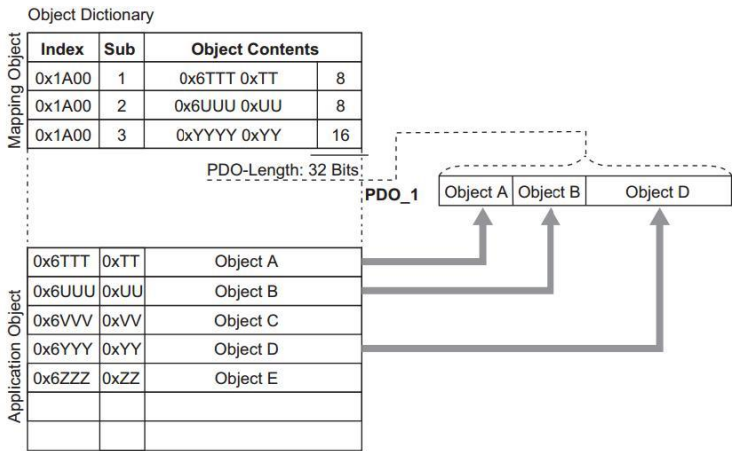 Object Dictionary
Mapping Object
Index Sub Object Contents
0x1A00 1 0x6TTT 0xTT 8
0x1A00 2 0x6UUU 0xUU 8
0x1A00 3 0xYYYY 0xYY 16
PDO-Length: 32 Bits
PDO_1
Object A Object B Object D
Application Object
0x6TTT 0xTT Object A
0x6UUU 0xUU Object B
0x6VVV 0xVV Object C
0x6YYY 0xYY Object D
0x6ZZZ 0xZZ Object E